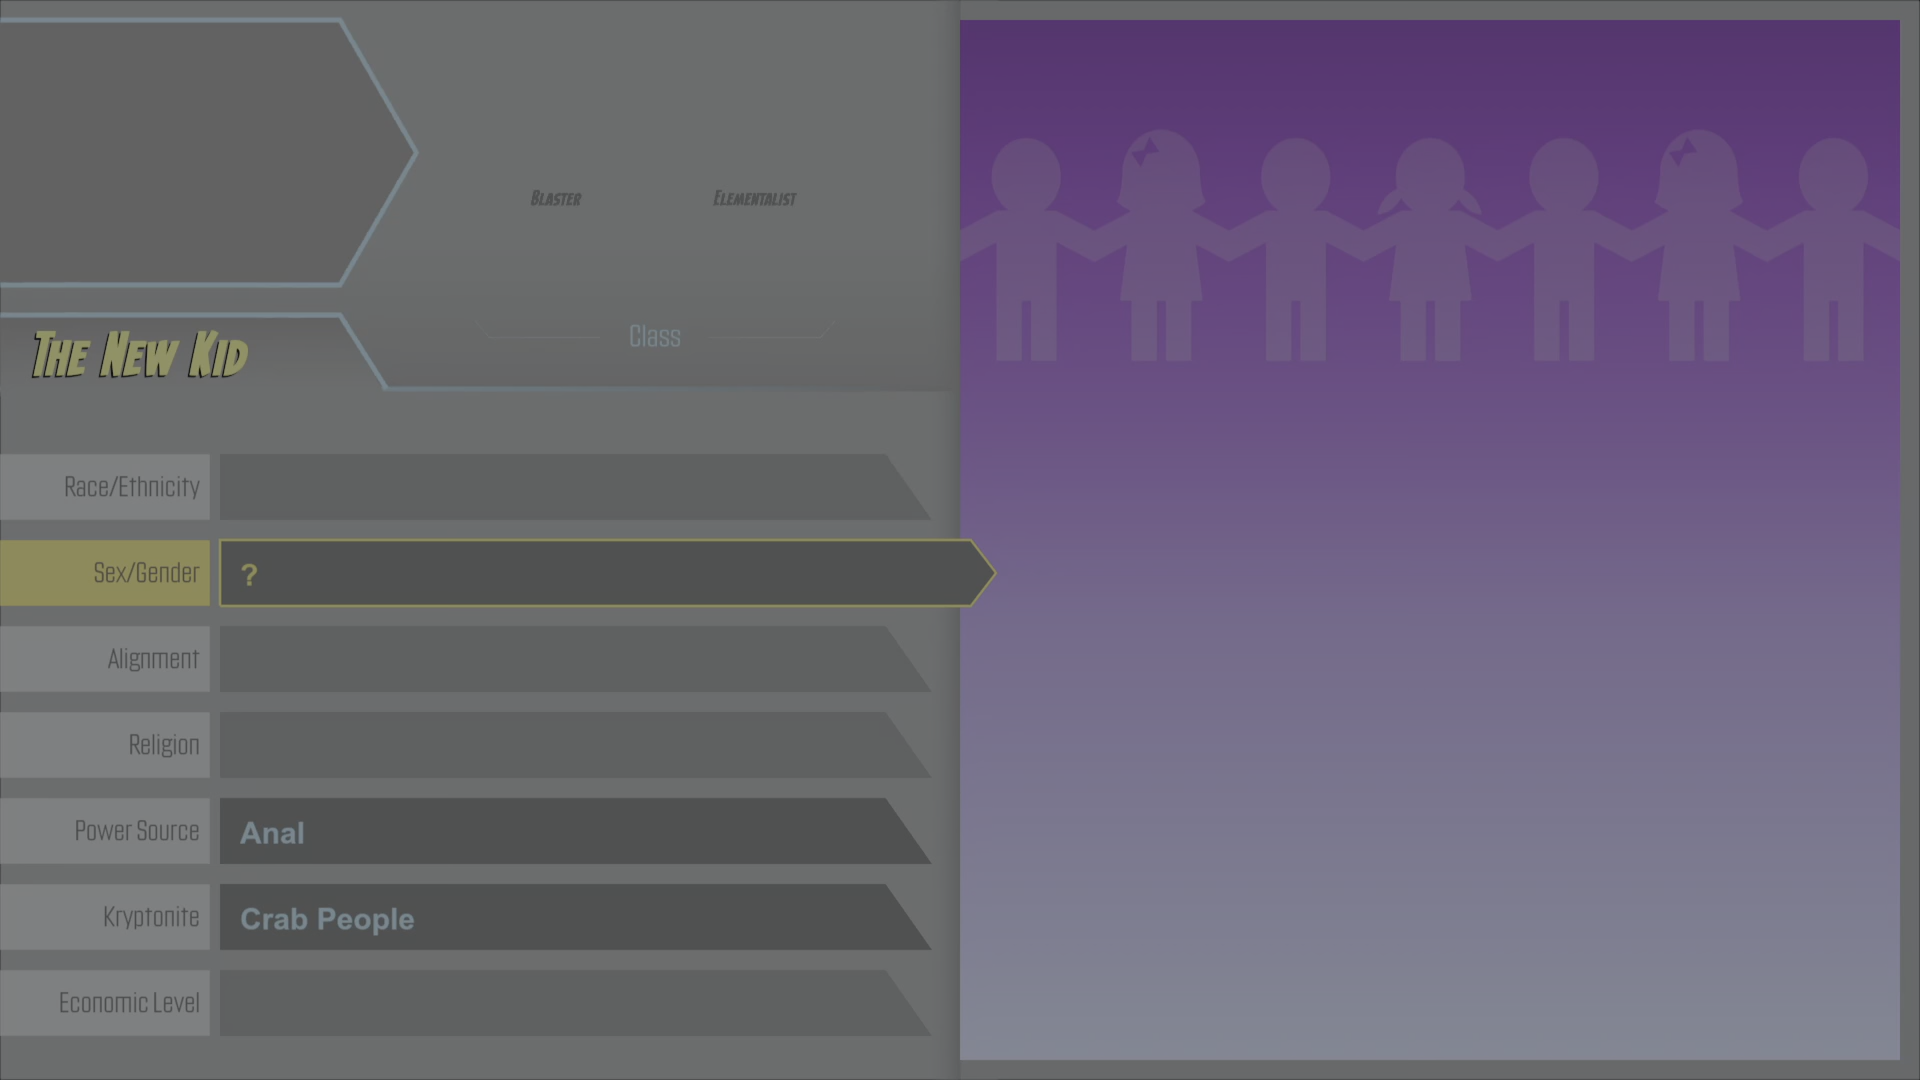 Blaster
Elementalist
Class
The New Kid
Race/Ethnicity
Sex/Gender
?
Alignment
Religion
Power Source
Anal
Kryptonite
Crab People
Economic Level